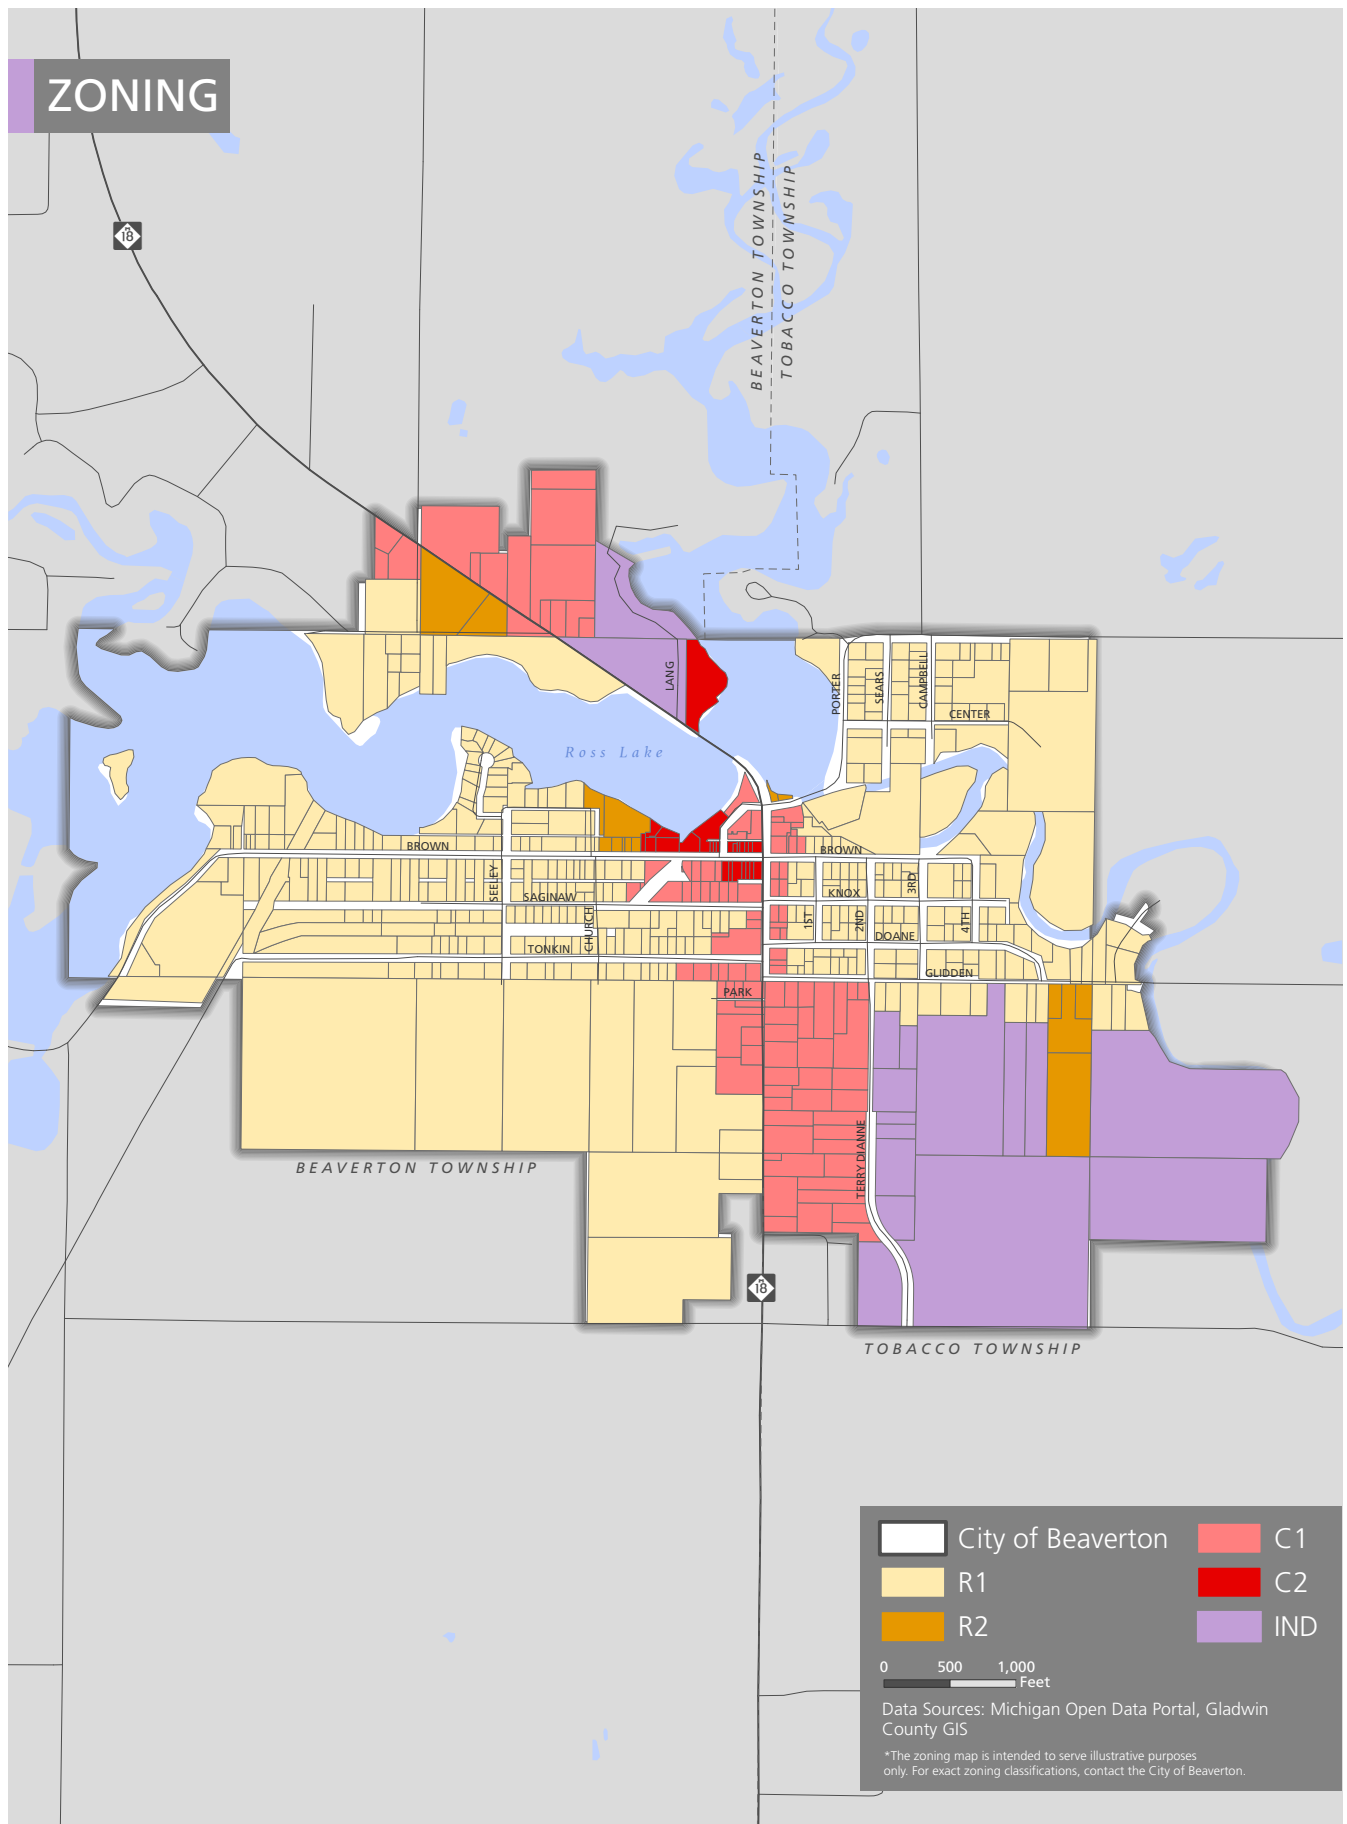 ZONING
M
18
BEAVERTON TOWNSHIP
TOBACCO TOWNSHIP
LANG
PORTER
SEARS
CAMPBELL
CENTER
Ross Lake
BROWN
BROWN
SEELEY
SAGINAW
CHURCH
TONKIN
KNOX
3RD
1ST
2ND
DOANE
4TH
GLIDDEN
PARK
TERRY DIANNE
BEAVERTON TOWNSHIP
M
18
TOBACCO TOWNSHIP
City of Beaverton
R1
R2
C1
C2
IND
0 500 1,000
Feet
Data Sources: Michigan Open Data Portal, Gladwin
County GIS
*The zoning map is intended to serve illustrative purposes
only. For exact zoning classifications, contact the City of Beaverton.